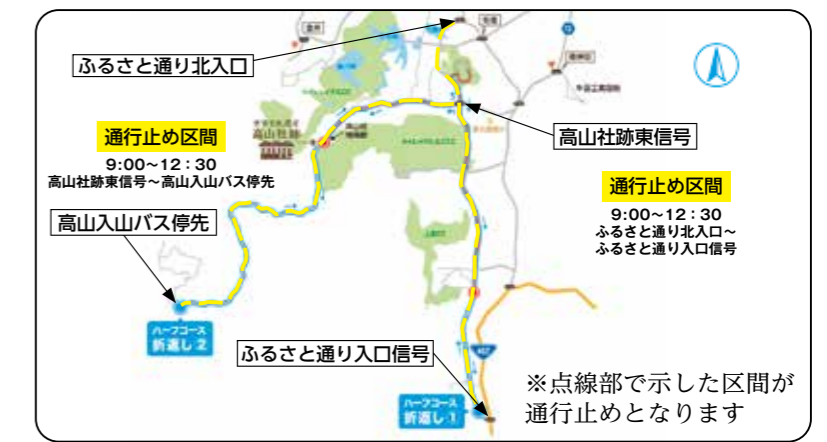 ふるさと通り北入口
高山社跡
高山社跡東信号
通行止め区間
9:00～12：30
高山社跡東信号～高山入山バス停先
通行止め区間
9:00～12：30
ふるさと通り北入口～
ふるさと通り入口信号
高山入山バス停先
ハーフコース
折返し2
ふるさと通り入口信号
ハーフコース
折返し1
※点線部で示した区間が
通行止めとなります